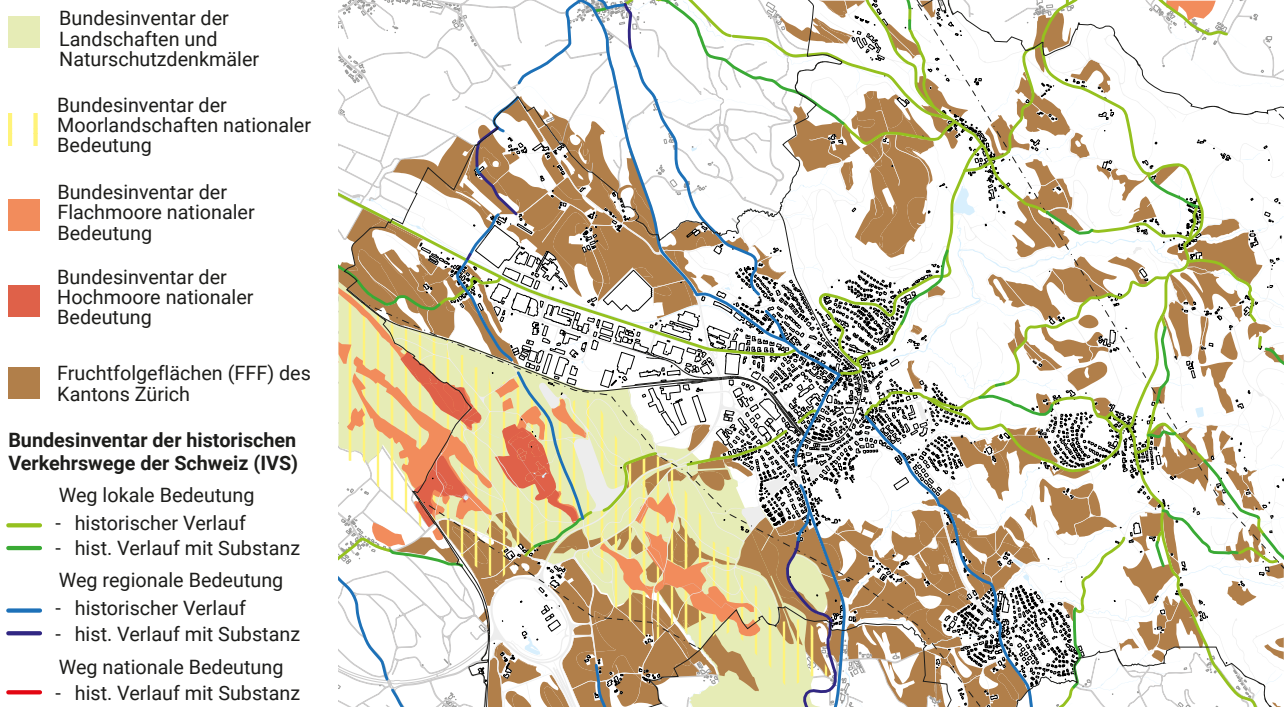 Bundesinventar der
Landschaften und
Naturschutzdenkmäler
Bundesinventar der
Moorlandschaften nationaler
Bedeutung
Bundesinventar der
Flachmoore nationaler
Bedeutung
Bundesinventar der
Hochmoore nationaler
Bedeutung
Fruchtfolgeflächen (FFF) des
Kantons Zürich
Bundesinventar der historischen
Verkehrswege der Schweiz (IVS)
Weg lokale Bedeutung
- historischer Verlauf
- hist. Verlauf mit Substanz
Weg regionale Bedeutung
- historischer Verlauf
- hist. Verlauf mit Substanz
Weg nationale Bedeutung
- hist. Verlauf mit Substanz